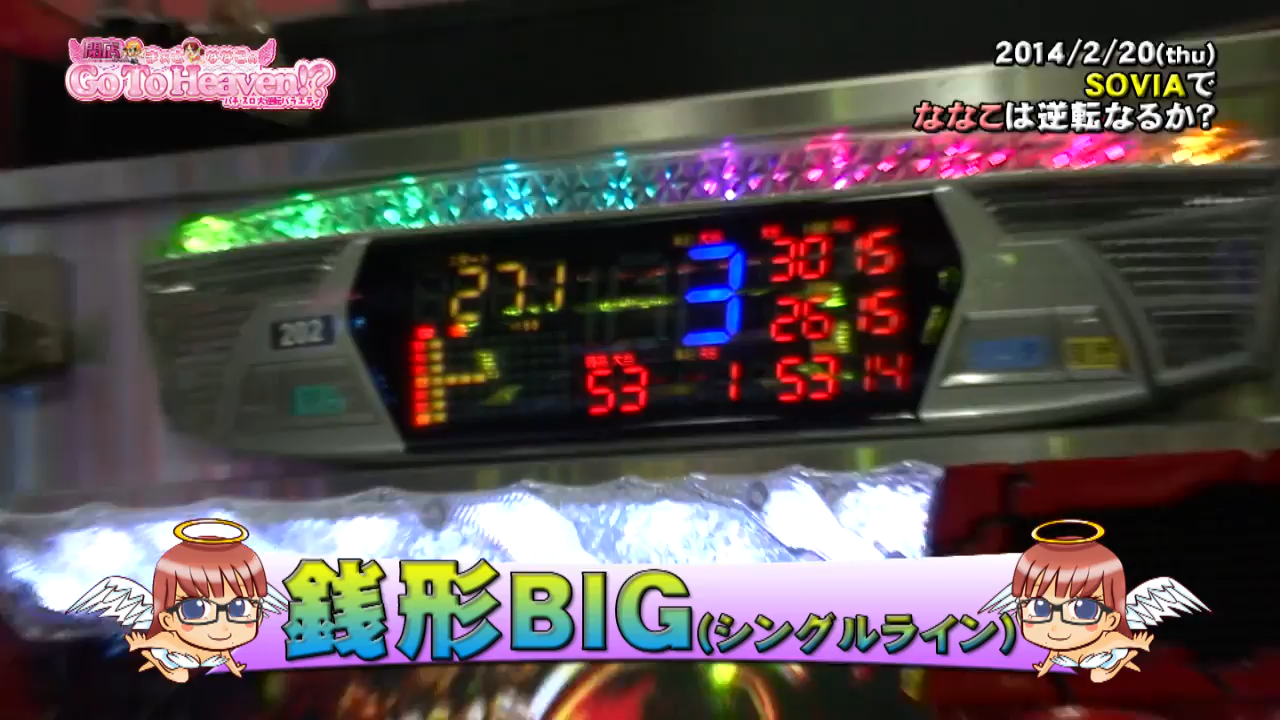 GoToHeaven!?
2014/2/20(thu)
SOVIAで
ななこは逆転なるか?
27.1
3
30 15
26 15
53 1 53 14
202
銭形BIG(シングルライン)